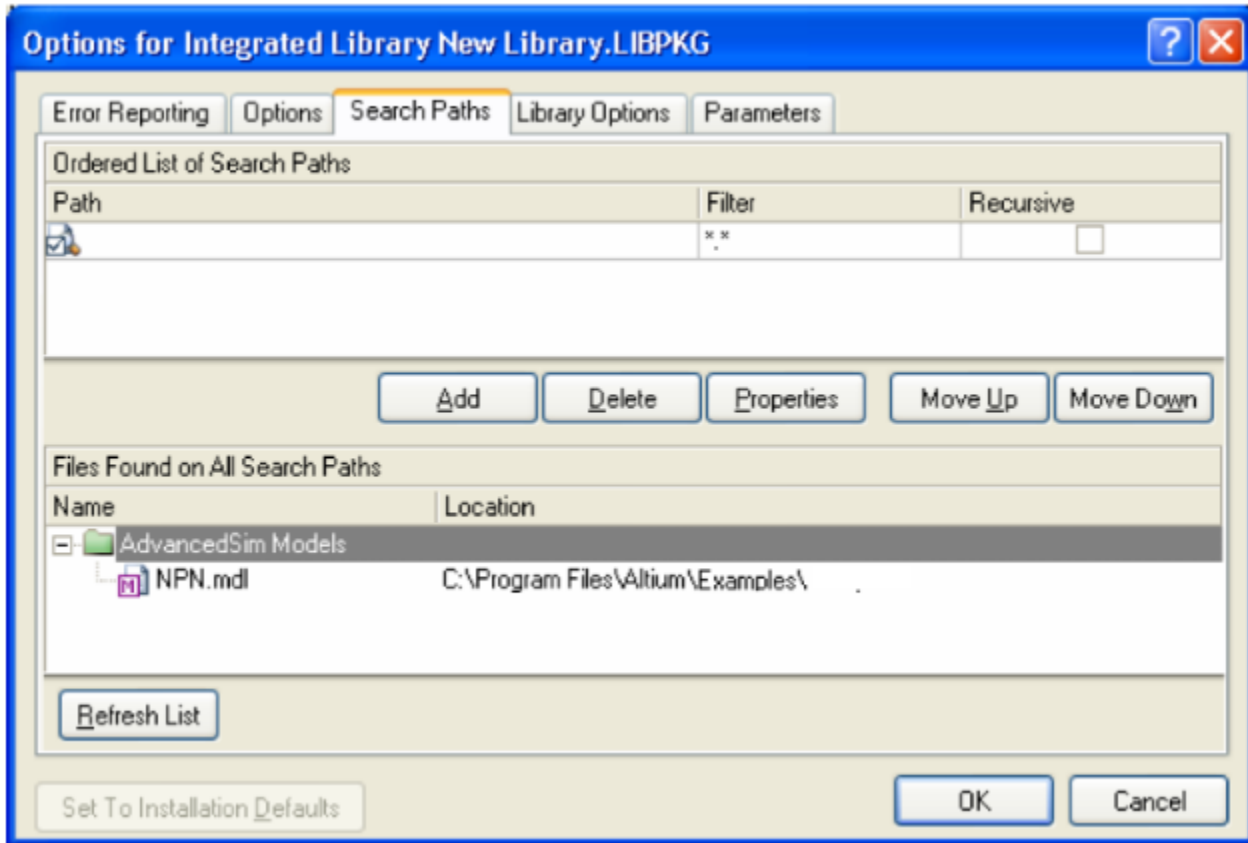 Options for Integrated Library New Library.LIBPKG
Error Reporting Options Search Paths Library Options Parameters
Ordered List of Search Paths
Path Filter Recursive
*.*
Add Delete Properties Move Up Move Down
Files Found on All Search Paths
Name Location
AdvancedSim Models
NPN.mdl C:\Program Files\Altium\Examples\
Refresh List
Set To Installation Defaults OK Cancel